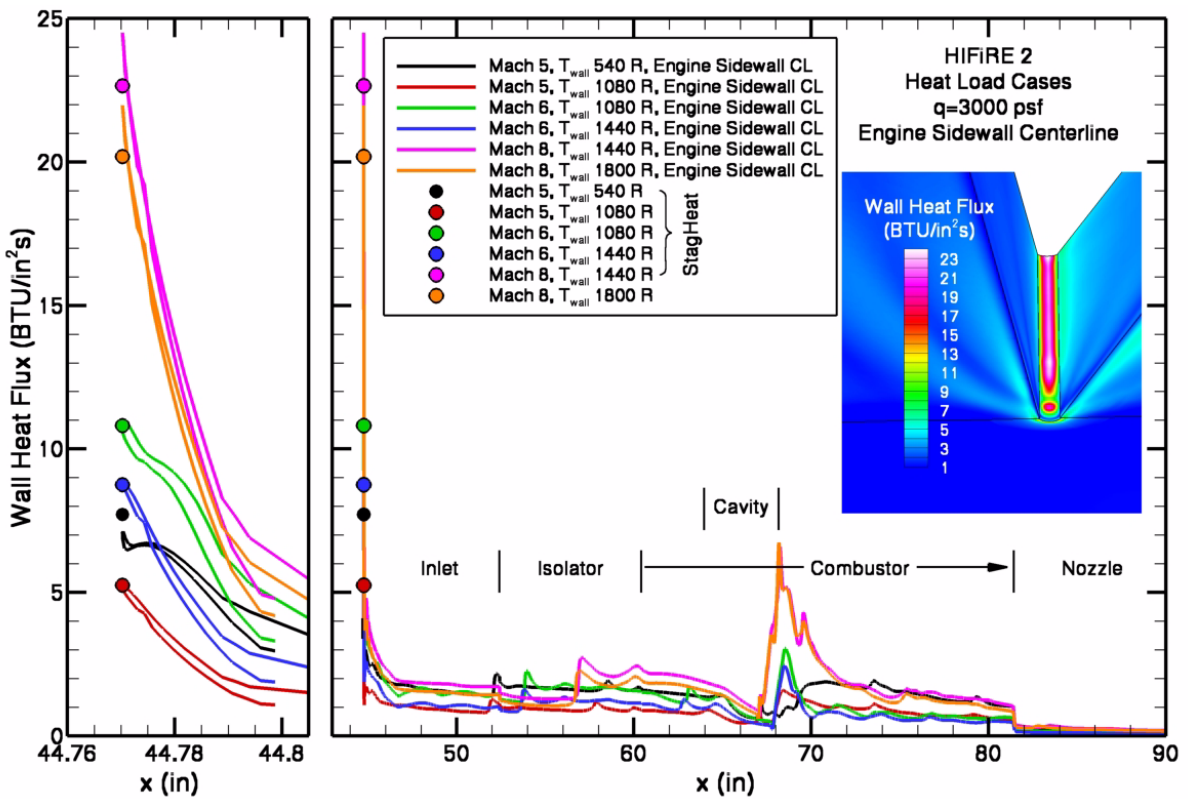 25
20
15
10
5
0
Wall Heat Flux (BTU/in²s)
44.76
44.78
44.8
x (in)
Mach 5, Twall 540 R, Engine Sidewall CL
Mach 5, Twall 1080 R, Engine Sidewall CL
Mach 6, Twall 1080 R, Engine Sidewall CL
Mach 6, Twall 1440 R, Engine Sidewall CL
Mach 8, Twall 1440 R, Engine Sidewall CL
Mach 8, Twall 1800 R, Engine Sidewall CL
Mach 5, Twall 540 R
Mach 5, Twall 1080 R
Mach 6, Twall 1080 R
Mach 6, Twall 1440 R
Mach 8, Twall 1440 R
Mach 8, Twall 1800 R
StagHeat
HIFiRE 2
Heat Load Cases
q=3000 psf
Engine Sidewall Centerline
Wall Heat Flux
(BTU/in²s)
23
21
19
17
15
13
11
9
7
5
3
1
Cavity
Inlet
Isolator
Combustor
Nozzle
50
60
70
80
90
x (in)